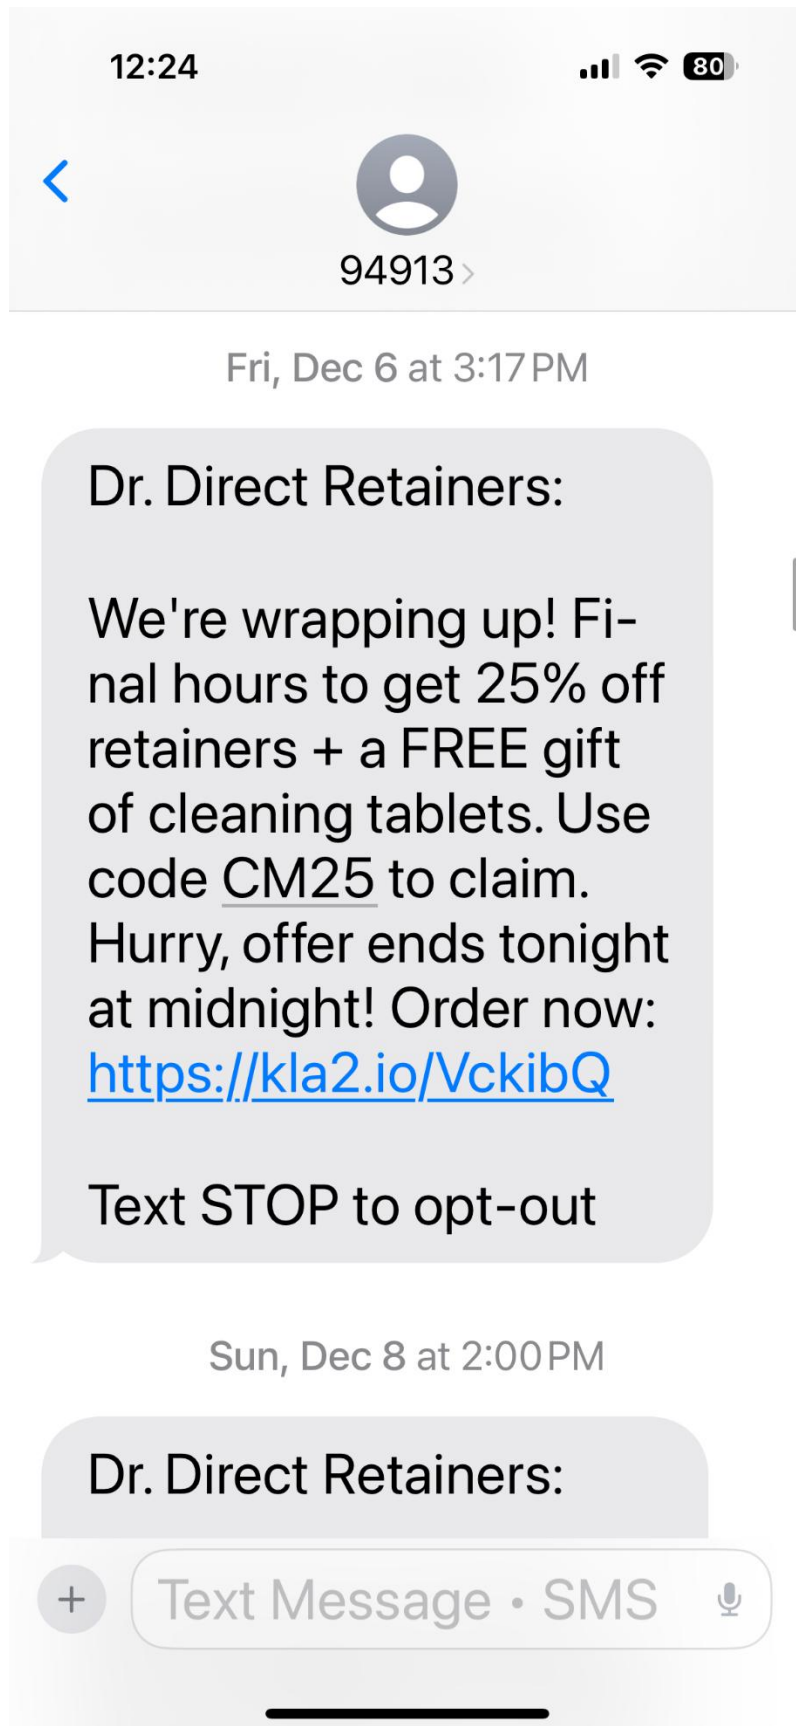 12:24
80
94913
Fri, Dec 6 at 3:17 PM
Dr. Direct Retainers:
We're wrapping up! Fi-
nal hours to get 25% off
retainers + a FREE gift
of cleaning tablets. Use
code CM25 to claim.
Hurry, offer ends tonight
at midnight! Order now:
https://kla2.io/VckibQ
Text STOP to opt-out
Sun, Dec 8 at 2:00 PM
Dr. Direct Retainers:
Text Message • SMS